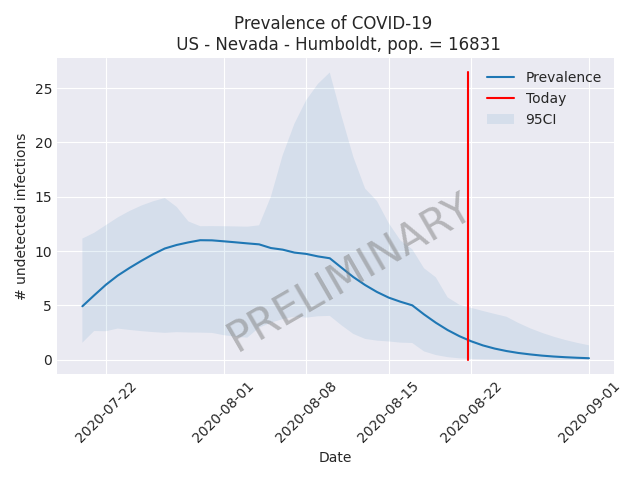 Prevalence of COVID-19
US - Nevada - Humboldt, pop. = 16831
# undetected infections
25
20
15
10
5
0
Prevalence
Today
95CI
PRELIMINARY
2020-07-22
2020-08-01
2020-08-08
2020-08-15
2020-08-22
2020-09-01
Date